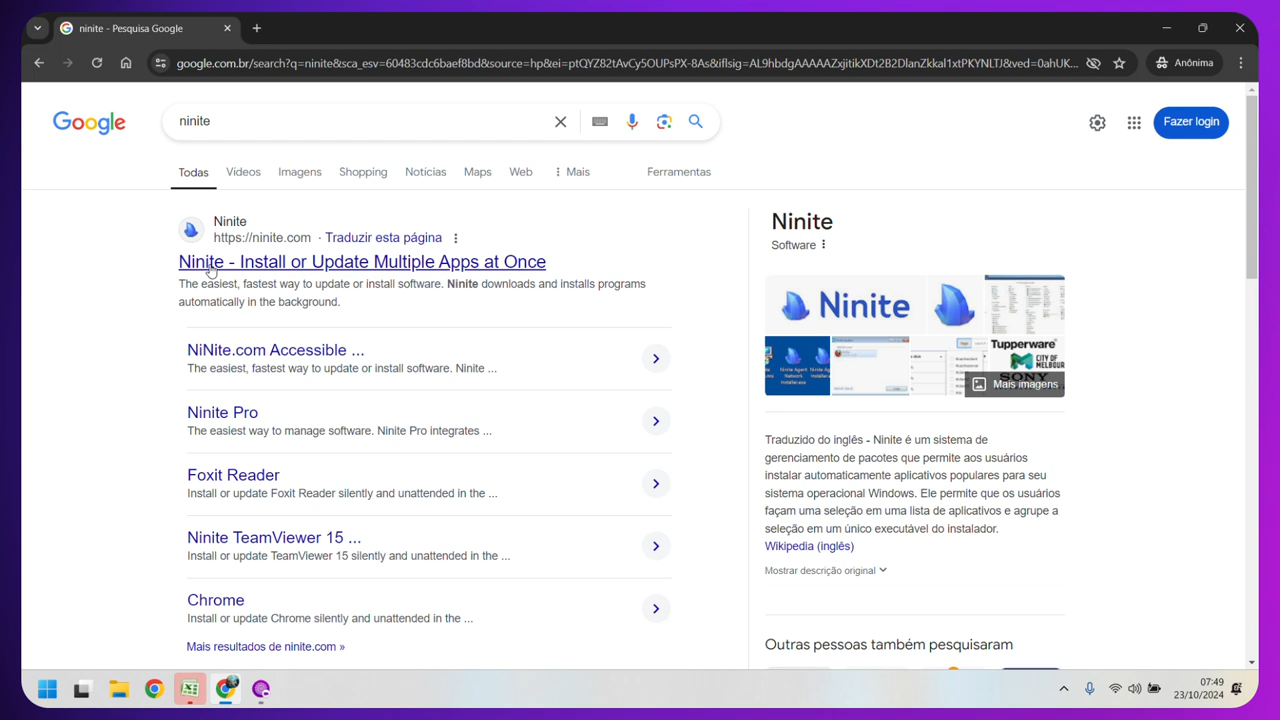 ninite - Pesquisa Google
google.com.br/search?q=ninite&sca_esv=60483cdc6baef8bd&source=hp&ei=ptQYZ82tAvCy5OUPsPX-8As&iflsig=AL9hbdgAAAAAZxjitikXDt2B2DlanZkkal1xtPKYNLTJ&ved=0ahUK...
Anônima
Google
ninite
Fazer login
Todas
Vídeos
Imagens
Shopping
Notícias
Maps
Web
Mais
Ferramentas
Ninite
https://ninite.com · Traduzir esta página
Ninite - Install or Update Multiple Apps at Once
The easiest, fastest way to update or install software. Ninite downloads and installs programs
automatically in the background.
NiNite.com Accessible ...
The easiest, fastest way to update or install software. Ninite ...
Ninite Pro
The easiest way to manage software. Ninite Pro integrates ...
Foxit Reader
Install or update Foxit Reader silently and unattended in the ...
Ninite TeamViewer 15 ...
Install or update TeamViewer 15 silently and unattended in the ...
Chrome
Install or update Chrome silently and unattended in the ...
Mais resultados de ninite.com »
Ninite
Software
Ninite
Tupperware
CITY OF
MELBOU
SONY
Mais imagens
Traduzido do inglês - Ninite é um sistema de
gerenciamento de pacotes que permite aos usuários
instalar automaticamente aplicativos populares para seu
sistema operacional Windows. Ele permite que os usuários
façam uma seleção em uma lista de aplicativos e agrupe a
seleção em um único executável do instalador.
Wikipedia (inglês)
Mostrar descrição original
Outras pessoas também pesquisaram
07:49
23/10/2024